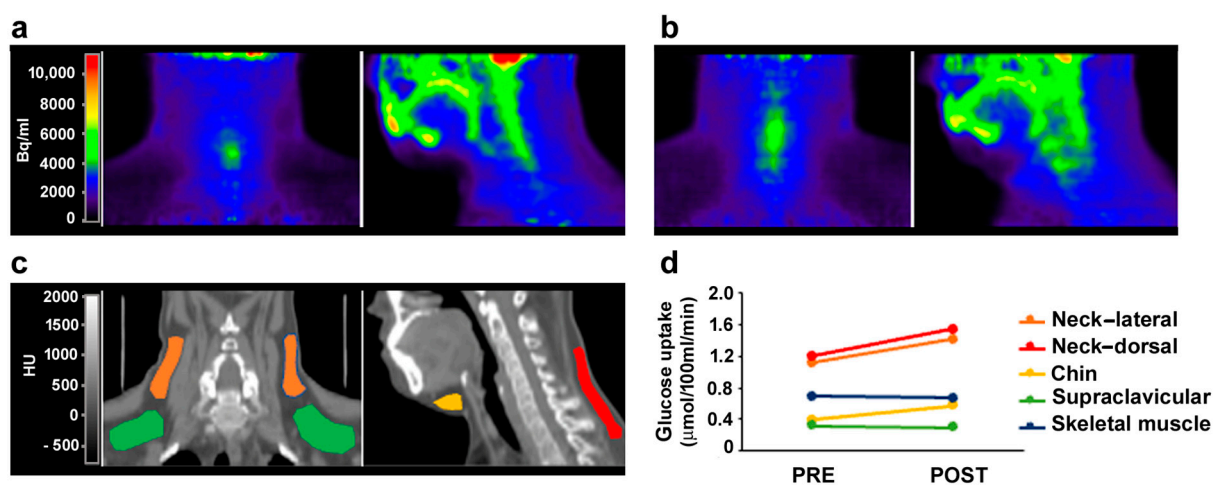 a
b
10,000
8000
6000
4000
2000
0
Bq/ml
c
d
2000
1500
1000
500
0
- 500
HU
2.0
1.6
1.2
0.8
0.4
0
Glucose uptake
(μmol/100ml/min)
PRE POST
Neck–lateral
Neck–dorsal
Chin
Supraclavicular
Skeletal muscle